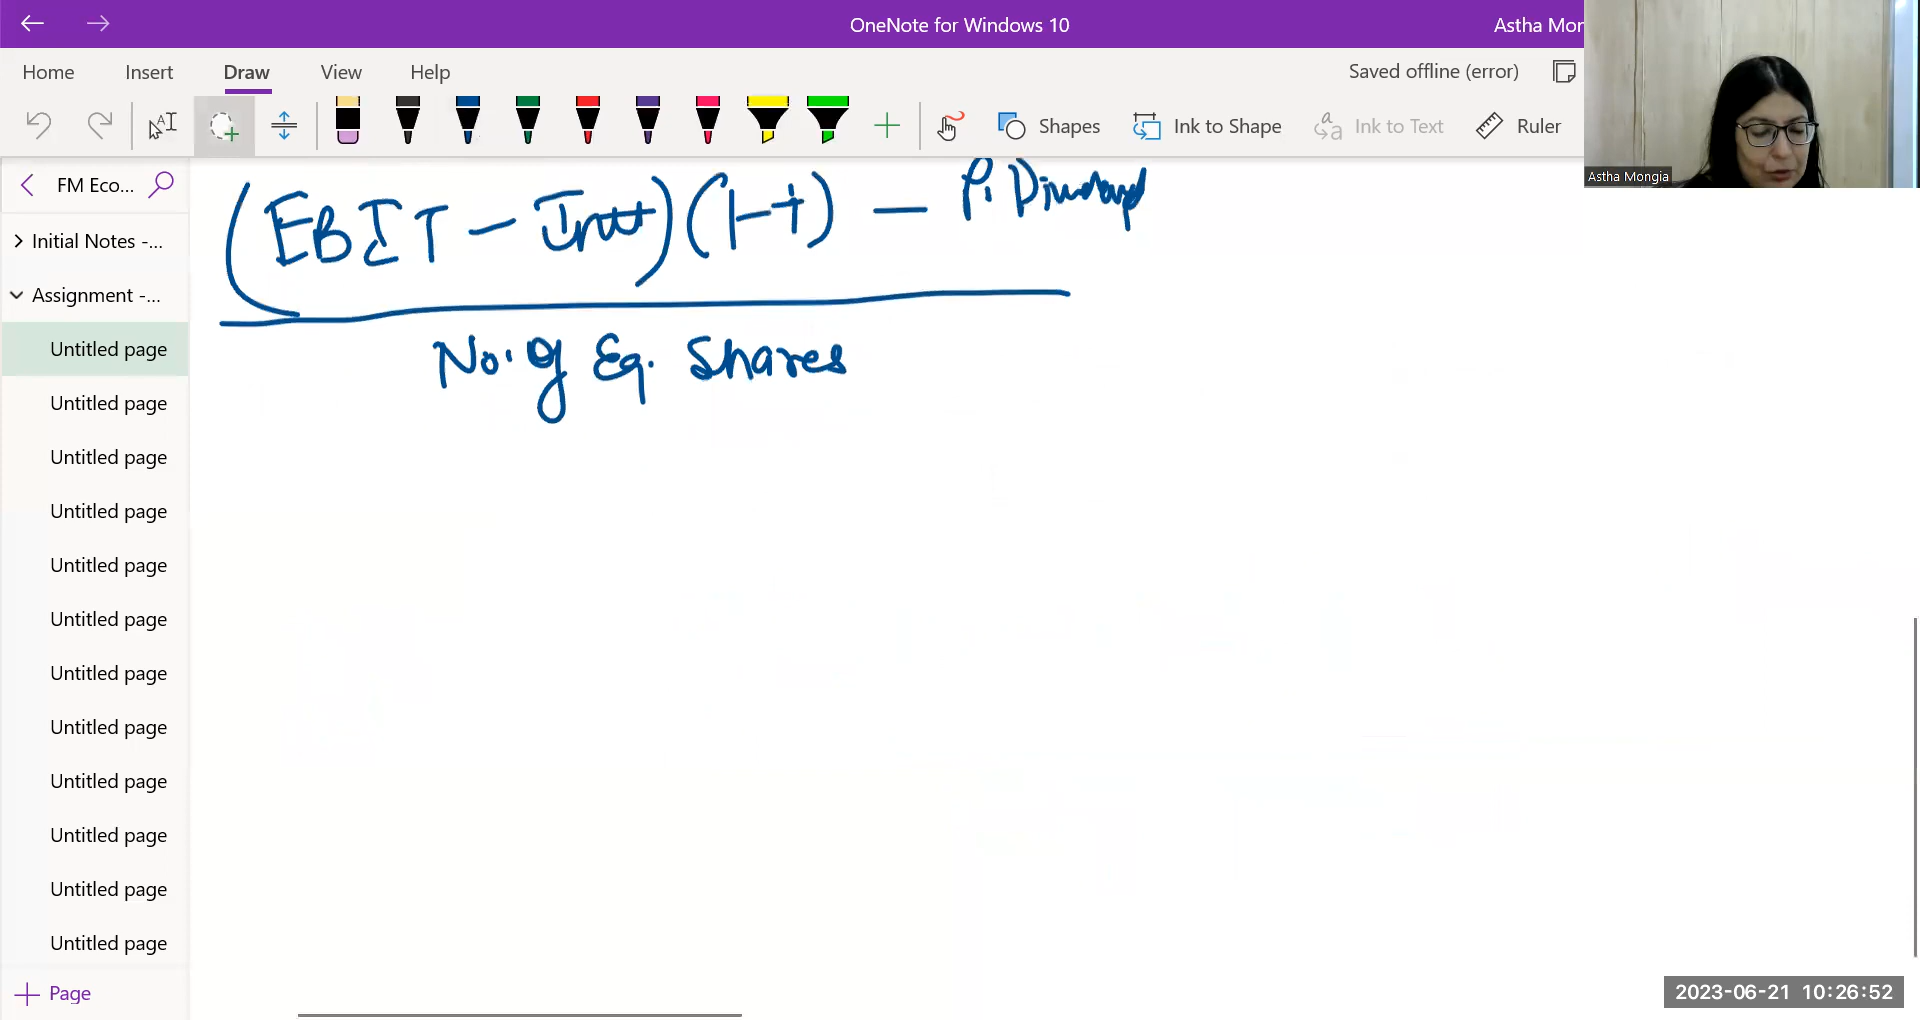 OneNote for Windows 10
Astha Mon
Home Insert Draw View Help
Saved offline (error)
Shapes Ink to Shape Ink to Text Ruler
Astha Mongia
FM Eco...
Initial Notes -...
Assignment -...
Untitled page
Untitled page
Untitled page
Untitled page
Untitled page
Untitled page
Untitled page
Untitled page
Untitled page
Untitled page
Untitled page
Untitled page
Page
(EBIT - Intt)(1-t) - P. Dividend
No. of Eq. Shares
2023-06-21 10:26:52